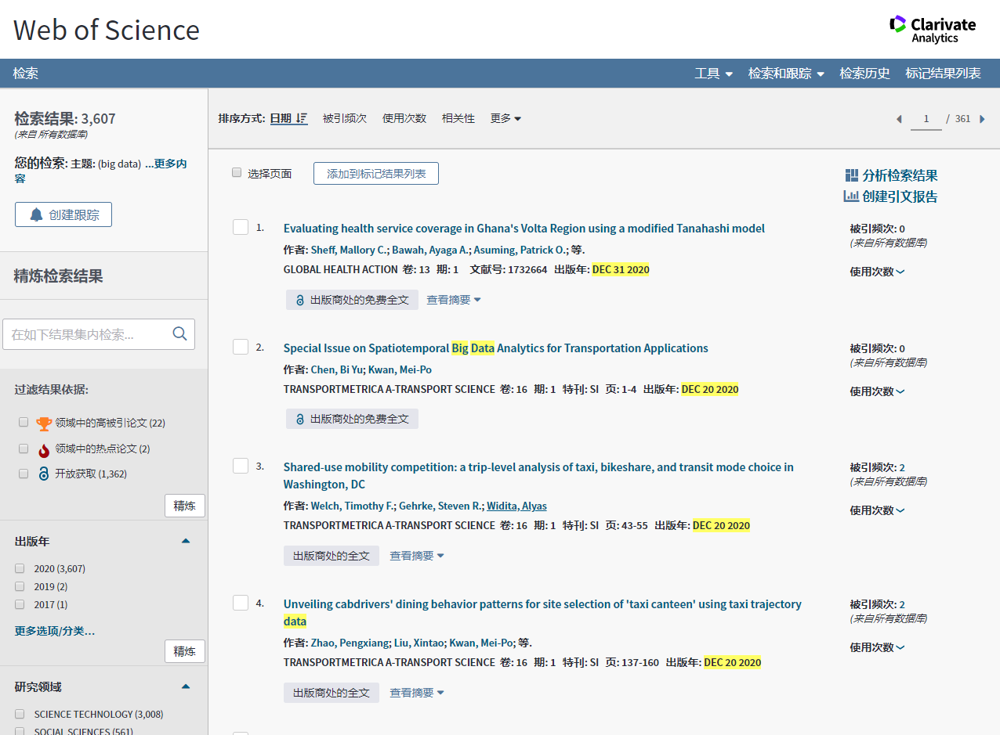 Web of Science
Clarivate
Analytics
检索
工具 检索和跟踪 检索历史 标记结果列表
检索结果: 3,607
(来自 所有数据库)
您的检索: 主题: (big data) ...更多内
容
创建跟踪
精炼检索结果
在如下结果集内检索...
过滤结果依据:
领域中的高被引论文 (22)
领域中的热点论文 (2)
开放获取 (1,362)
精炼
出版年
2020 (3,607)
2019 (2)
2017 (1)
更多选项/分类...
精炼
研究领域
SCIENCE TECHNOLOGY (3,008)
SOCIAL SCIENCES (561)
排序方式: 日期 被引频次 使用次数 相关性 更多
1 / 361
选择页面 添加到标记结果列表
分析检索结果
创建引文报告
1. Evaluating health service coverage in Ghana's Volta Region using a modified Tanahashi model
作者: Sheff, Mallory C.; Bawah, Ayaga A.; Asuming, Patrick O.; 等.
GLOBAL HEALTH ACTION 卷: 13 期: 1 文献号: 1732664 出版年: DEC 31 2020
出版商处的免费全文 查看摘要
被引频次: 0
(来自所有数据库)
使用次数
2. Special Issue on Spatiotemporal Big Data Analytics for Transportation Applications
作者: Chen, Bi Yu; Kwan, Mei-Po
TRANSPORTMETRICA A-TRANSPORT SCIENCE 卷: 16 期: 1 特刊: SI 页: 1-4 出版年: DEC 20 2020
出版商处的免费全文
被引频次: 0
(来自所有数据库)
使用次数
3. Shared-use mobility competition: a trip-level analysis of taxi, bikeshare, and transit mode choice in
Washington, DC
作者: Welch, Timothy F.; Gehrke, Steven R.; Widita, Alyas
TRANSPORTMETRICA A-TRANSPORT SCIENCE 卷: 16 期: 1 特刊: SI 页: 43-55 出版年: DEC 20 2020
出版商处的全文 查看摘要
被引频次: 2
(来自所有数据库)
使用次数
4. Unveiling cabdrivers' dining behavior patterns for site selection of 'taxi canteen' using taxi trajectory
data
作者: Zhao, Pengxiang; Liu, Xintao; Kwan, Mei-Po; 等.
TRANSPORTMETRICA A-TRANSPORT SCIENCE 卷: 16 期: 1 特刊: SI 页: 137-160 出版年: DEC 20 2020
出版商处的全文 查看摘要
被引频次: 2
(来自所有数据库)
使用次数